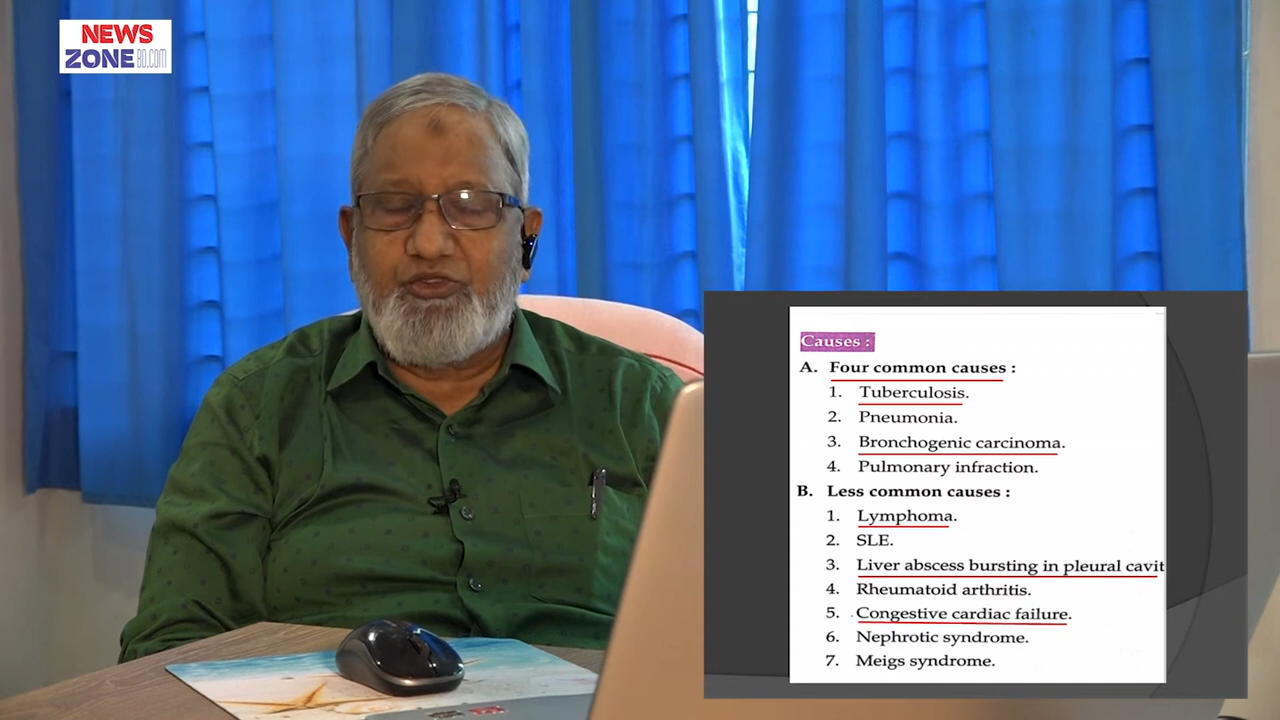 NEWS
ZONE BD.COM
Causes :
A. Four common causes :
1. Tuberculosis.
2. Pneumonia.
3. Bronchogenic carcinoma.
4. Pulmonary infraction.
B. Less common causes :
1. Lymphoma.
2. SLE.
3. Liver abscess bursting in pleural cavit
4. Rheumatoid arthritis.
5. Congestive cardiac failure.
6. Nephrotic syndrome.
7. Meigs syndrome.